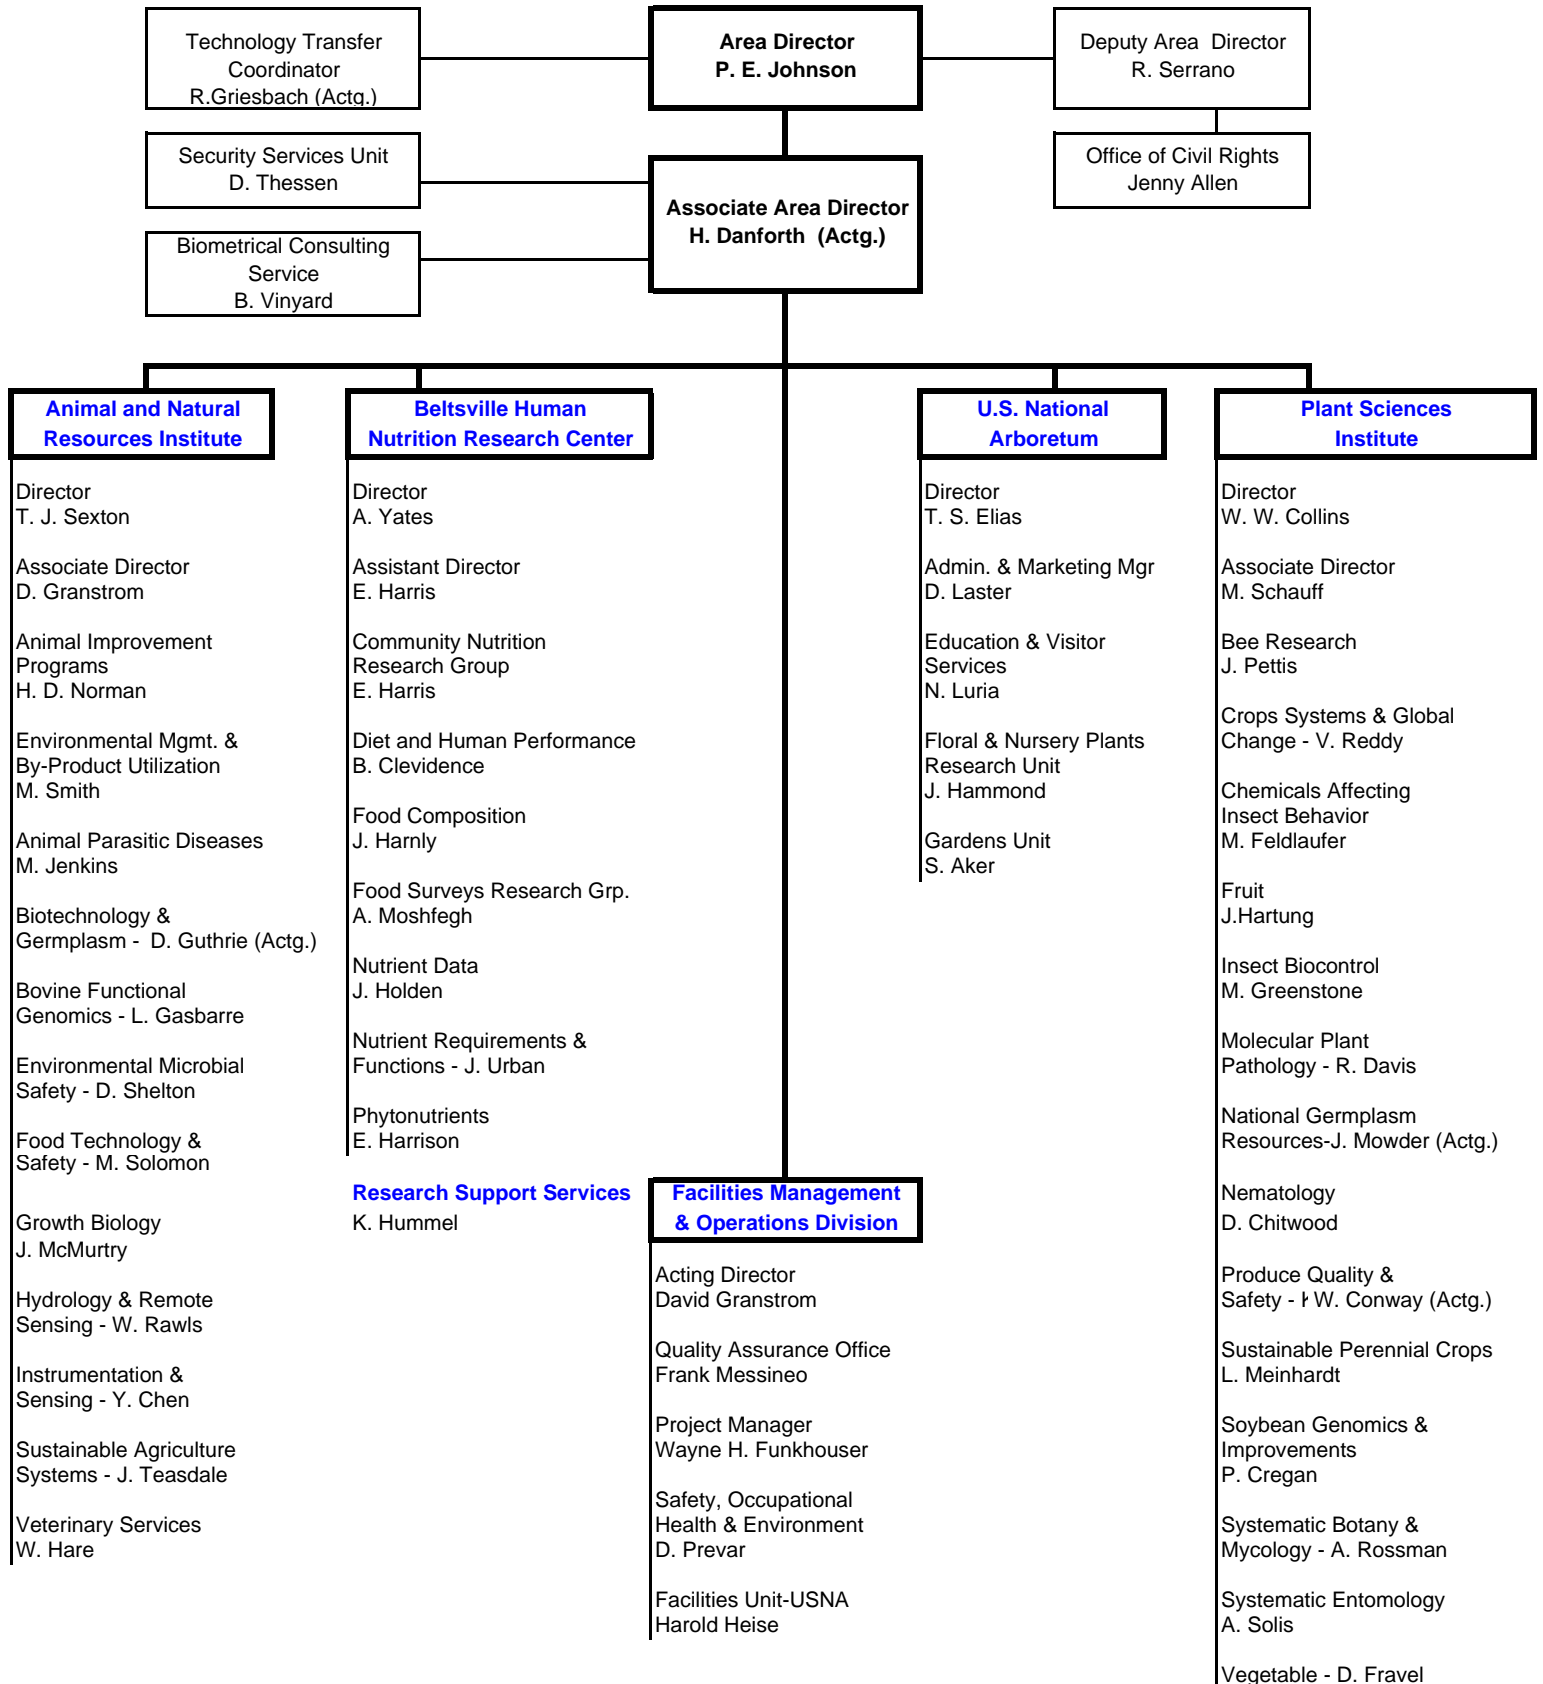 Technology Transfer
Coordinator
R.Griesbach (Actg.)
Area Director
P. E. Johnson
Deputy Area Director
R. Serrano
Security Services Unit
D. Thessen
Office of Civil Rights
Jenny Allen
Associate Area Director
H. Danforth (Actg.)
Biometrical Consulting
Service
B. Vinyard
Animal and Natural
Resources Institute
Director
T. J. Sexton
Associate Director
D. Granstrom
Animal Improvement
Programs
H. D. Norman
Environmental Mgmt. &
By-Product Utilization
M. Smith
Animal Parasitic Diseases
M. Jenkins
Biotechnology &
Germplasm - D. Guthrie (Actg.)
Bovine Functional
Genomics - L. Gasbarre
Environmental Microbial
Safety - D. Shelton
Food Technology &
Safety - M. Solomon
Growth Biology
J. McMurtry
Hydrology & Remote
Sensing - W. Rawls
Instrumentation &
Sensing - Y. Chen
Sustainable Agriculture
Systems - J. Teasdale
Veterinary Services
W. Hare
Beltsville Human
Nutrition Research Center
Director
A. Yates
Assistant Director
E. Harris
Community Nutrition
Research Group
E. Harris
Diet and Human Performance
B. Clevidence
Food Composition
J. Harnly
Food Surveys Research Grp.
A. Moshfegh
Nutrient Data
J. Holden
Nutrient Requirements &
Functions - J. Urban
Phytonutrients
E. Harrison
Research Support Services
K. Hummel
Facilities Management
& Operations Division
Acting Director
David Granstrom
Quality Assurance Office
Frank Messineo
Project Manager
Wayne H. Funkhouser
Safety, Occupational
Health & Environment
D. Prevar
Facilities Unit-USNA
Harold Heise
U.S. National
Arboretum
Director
T. S. Elias
Admin. & Marketing Mgr
D. Laster
Education & Visitor
Services
N. Luria
Floral & Nursery Plants
Research Unit
J. Hammond
Gardens Unit
S. Aker
Plant Sciences
Institute
Director
W. W. Collins
Associate Director
M. Schauff
Bee Research
J. Pettis
Crops Systems & Global
Change - V. Reddy
Chemicals Affecting
Insect Behavior
M. Feldlaufer
Fruit
J.Hartung
Insect Biocontrol
M. Greenstone
Molecular Plant
Pathology - R. Davis
National Germplasm
Resources-J. Mowder (Actg.)
Nematology
D. Chitwood
Produce Quality &
Safety - W. Conway (Actg.)
Sustainable Perennial Crops
L. Meinhardt
Soybean Genomics &
Improvements
P. Cregan
Systematic Botany &
Mycology - A. Rossman
Systematic Entomology
A. Solis
Vegetable - D. Fravel